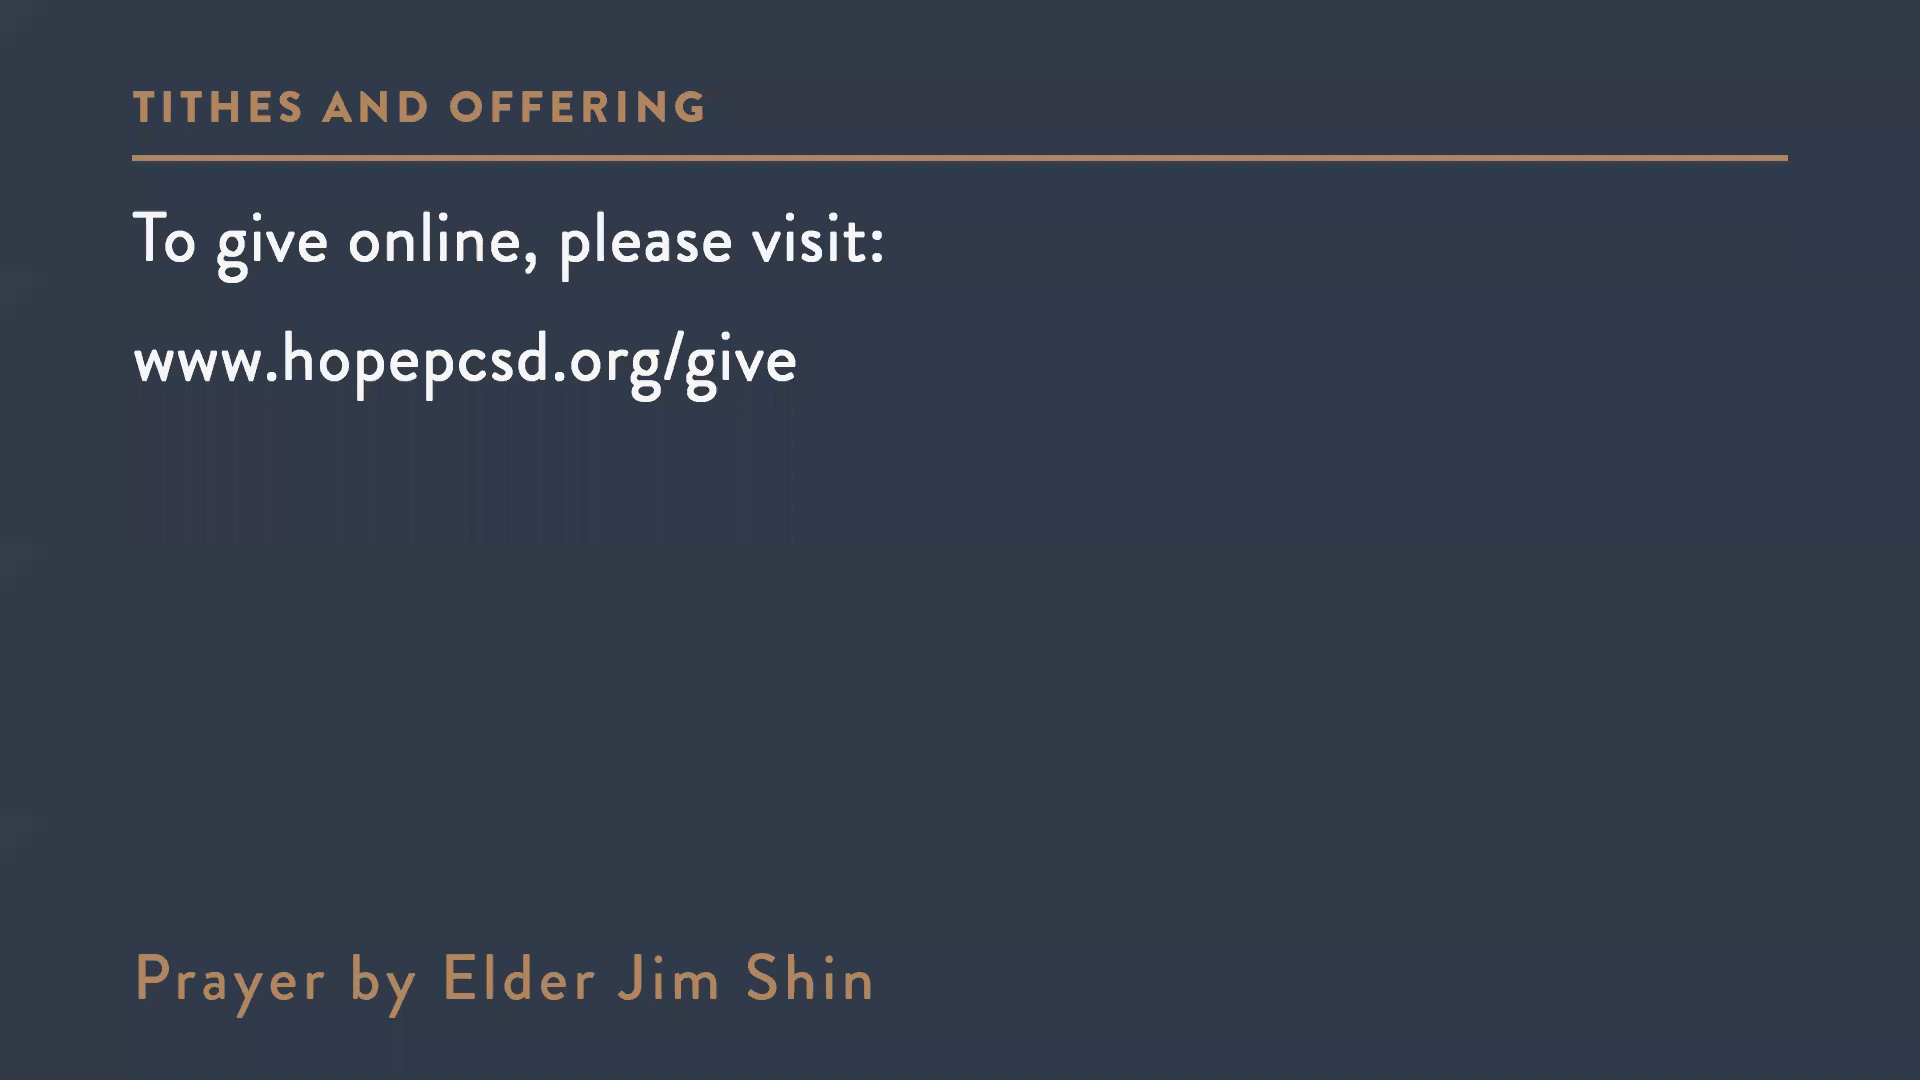 TITHES AND OFFERING
To give online, please visit:
www.hopepcsd.org/give
Prayer by Elder Jim Shin